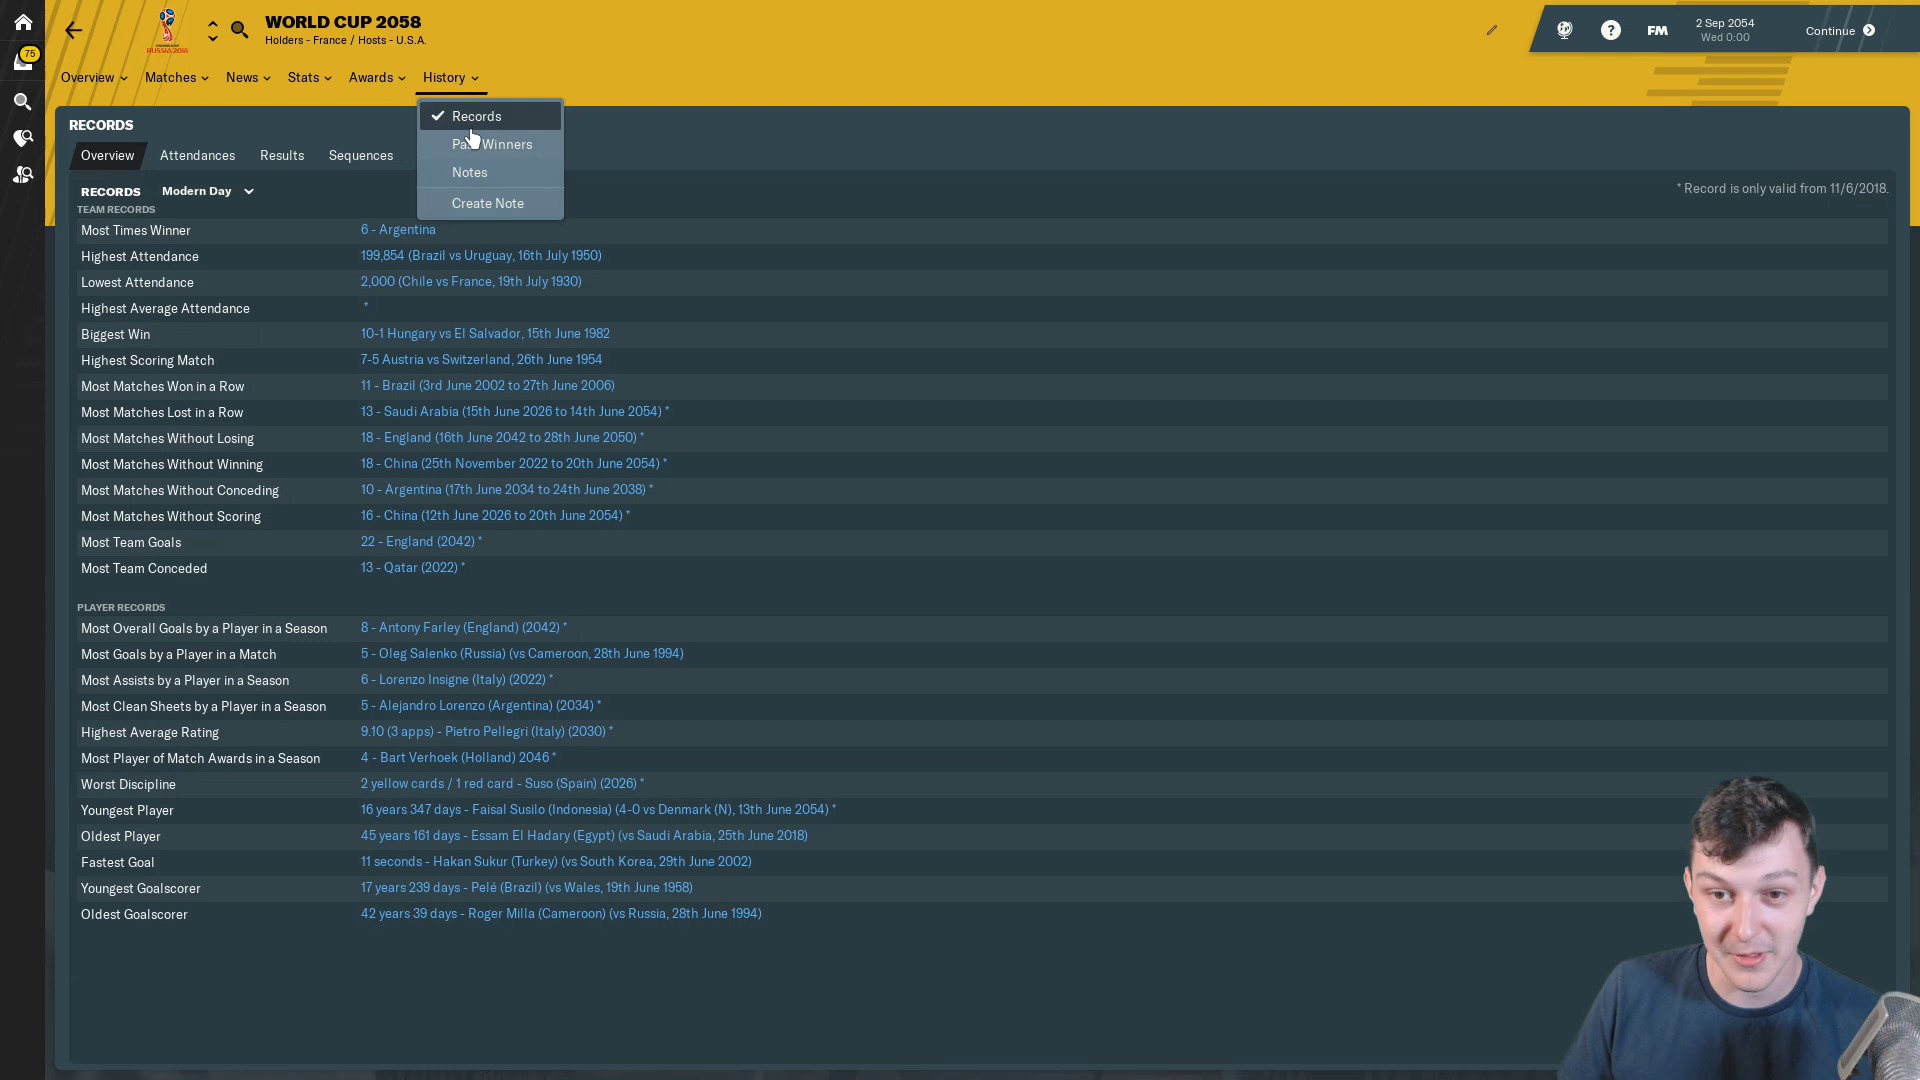 WORLD CUP 2058
Holders - France / Hosts - U.S.A.
RUSSIA 2018
75
FM
2 Sep 2054
Wed 0:00
Continue
Overview
Matches
News
Stats
Awards
History
RECORDS
Records
Past Winners
Notes
Create Note
Overview
Attendances
Results
Sequences
RECORDS
Modern Day
* Record is only valid from 11/6/2018.
TEAM RECORDS
Most Times Winner 6 - Argentina
Highest Attendance 199,854 (Brazil vs Uruguay, 16th July 1950)
Lowest Attendance 2,000 (Chile vs France, 19th July 1930)
Highest Average Attendance *
Biggest Win 10-1 Hungary vs El Salvador, 15th June 1982
Highest Scoring Match 7-5 Austria vs Switzerland, 26th June 1954
Most Matches Won in a Row 11 - Brazil (3rd June 2002 to 27th June 2006)
Most Matches Lost in a Row 13 - Saudi Arabia (15th June 2026 to 14th June 2054) *
Most Matches Without Losing 18 - England (16th June 2042 to 28th June 2050) *
Most Matches Without Winning 18 - China (25th November 2022 to 20th June 2054) *
Most Matches Without Conceding 10 - Argentina (17th June 2034 to 24th June 2038) *
Most Matches Without Scoring 16 - China (12th June 2026 to 20th June 2054) *
Most Team Goals 22 - England (2042) *
Most Team Conceded 13 - Qatar (2022) *
PLAYER RECORDS
Most Overall Goals by a Player in a Season 8 - Antony Farley (England) (2042) *
Most Goals by a Player in a Match 5 - Oleg Salenko (Russia) (vs Cameroon, 28th June 1994)
Most Assists by a Player in a Season 6 - Lorenzo Insigne (Italy) (2022) *
Most Clean Sheets by a Player in a Season 5 - Alejandro Lorenzo (Argentina) (2034) *
Highest Average Rating 9.10 (3 apps) - Pietro Pellegri (Italy) (2030) *
Most Player of Match Awards in a Season 4 - Bart Verhoek (Holland) 2046 *
Worst Discipline 2 yellow cards / 1 red card - Suso (Spain) (2026) *
Youngest Player 16 years 347 days - Faisal Susilo (Indonesia) (4-0 vs Denmark (N), 13th June 2054) *
Oldest Player 45 years 161 days - Essam El Hadary (Egypt) (vs Saudi Arabia, 25th June 2018)
Fastest Goal 11 seconds - Hakan Sukur (Turkey) (vs South Korea, 29th June 2002)
Youngest Goalscorer 17 years 239 days - Pelé (Brazil) (vs Wales, 19th June 1958)
Oldest Goalscorer 42 years 39 days - Roger Milla (Cameroon) (vs Russia, 28th June 1994)